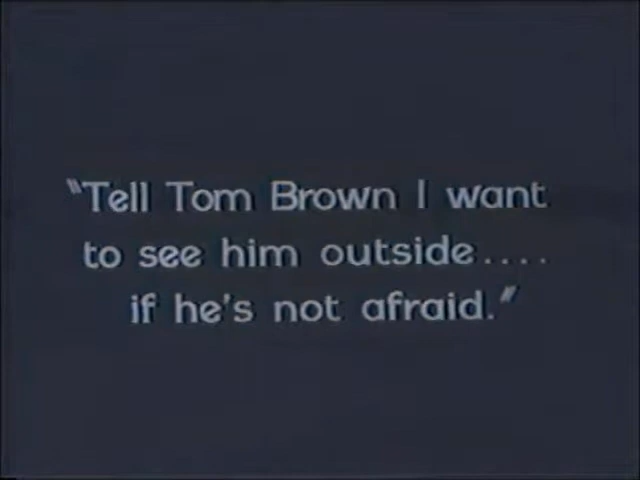 "Tell Tom Brown I want
to see him outside....
if he's not afraid."